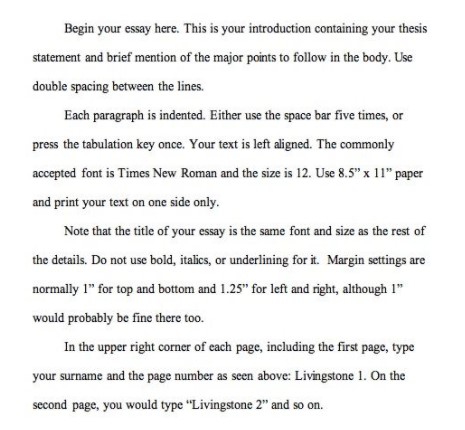 Begin your essay here. This is your introduction containing your thesis
statement and brief mention of the major points to follow in the body. Use
double spacing between the lines.
Each paragraph is indented. Either use the space bar five times, or
press the tabulation key once. Your text is left aligned. The commonly
accepted font is Times New Roman and the size is 12. Use 8.5” x 11” paper
and print your text on one side only.
Note that the title of your essay is the same font and size as the rest of
the details. Do not use bold, italics, or underlining for it. Margin settings are
normally 1” for top and bottom and 1.25” for left and right, although 1”
would probably be fine there too.
In the upper right corner of each page, including the first page, type
your surname and the page number as seen above: Livingstone 1. On the
second page, you would type “Livingstone 2” and so on.